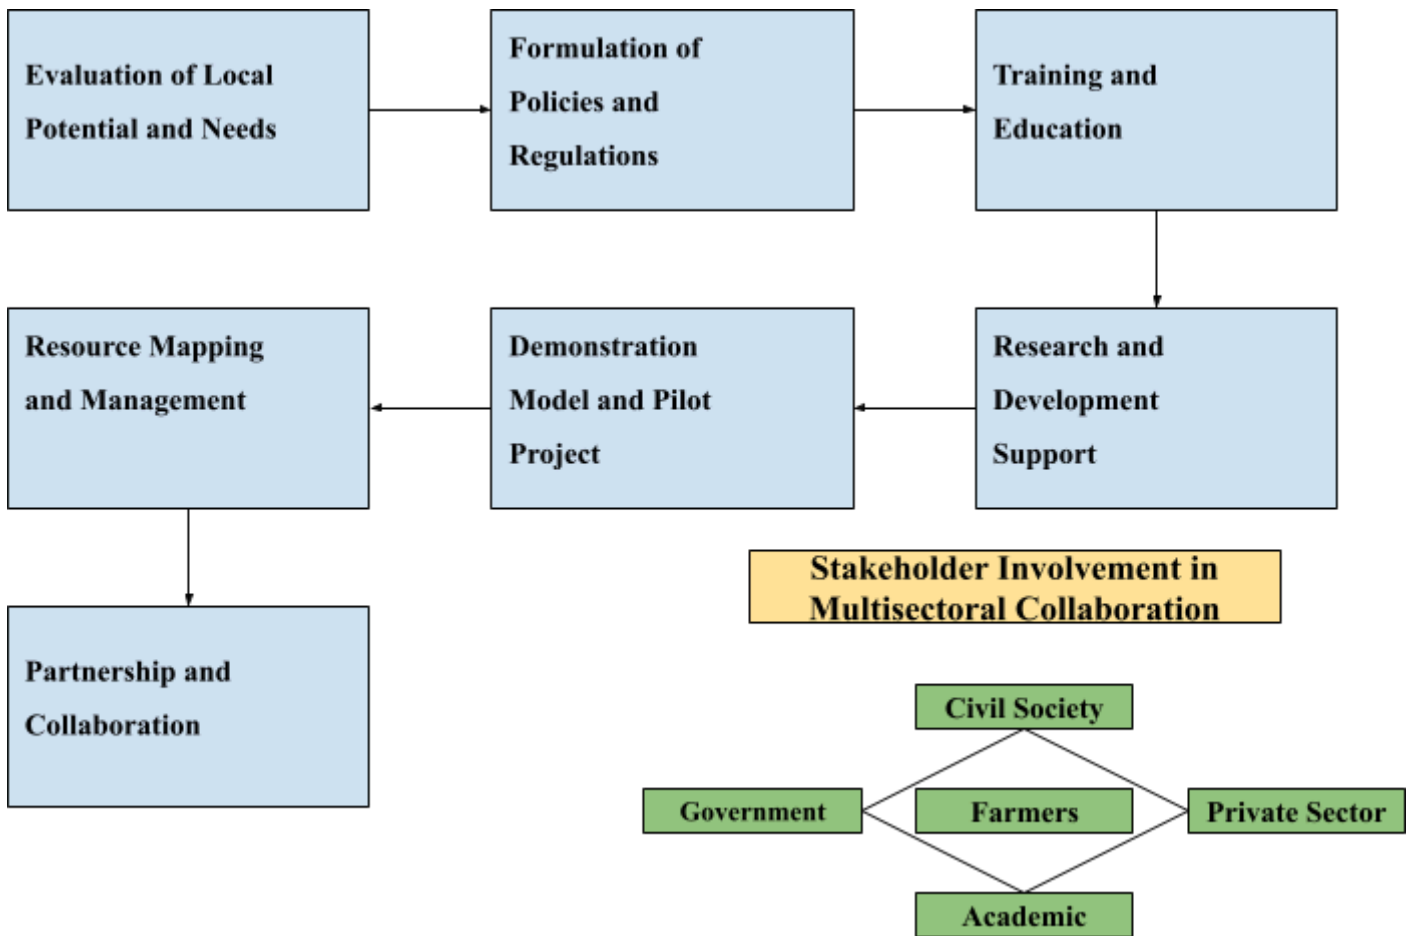 Evaluation of Local
Potential and Needs
Formulation of
Policies and
Regulations
Training and
Education
Resource Mapping
and Management
Demonstration
Model and Pilot
Project
Research and
Development
Support
Stakeholder Involvement in
Multisectoral Collaboration
Partnership and
Collaboration
Civil Society
Government
Farmers
Private Sector
Academic